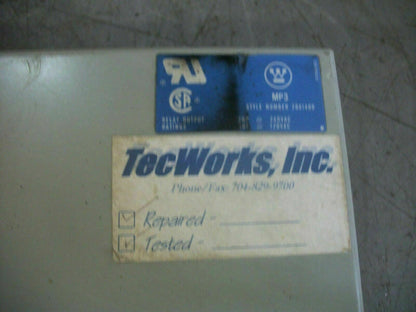 W
MP3
STYLE NUMBER
RELAY OUTPUT
RATINGS
TecWorks, Inc.
Phone/Fax 704-829-9700
Repaired -
Tested -